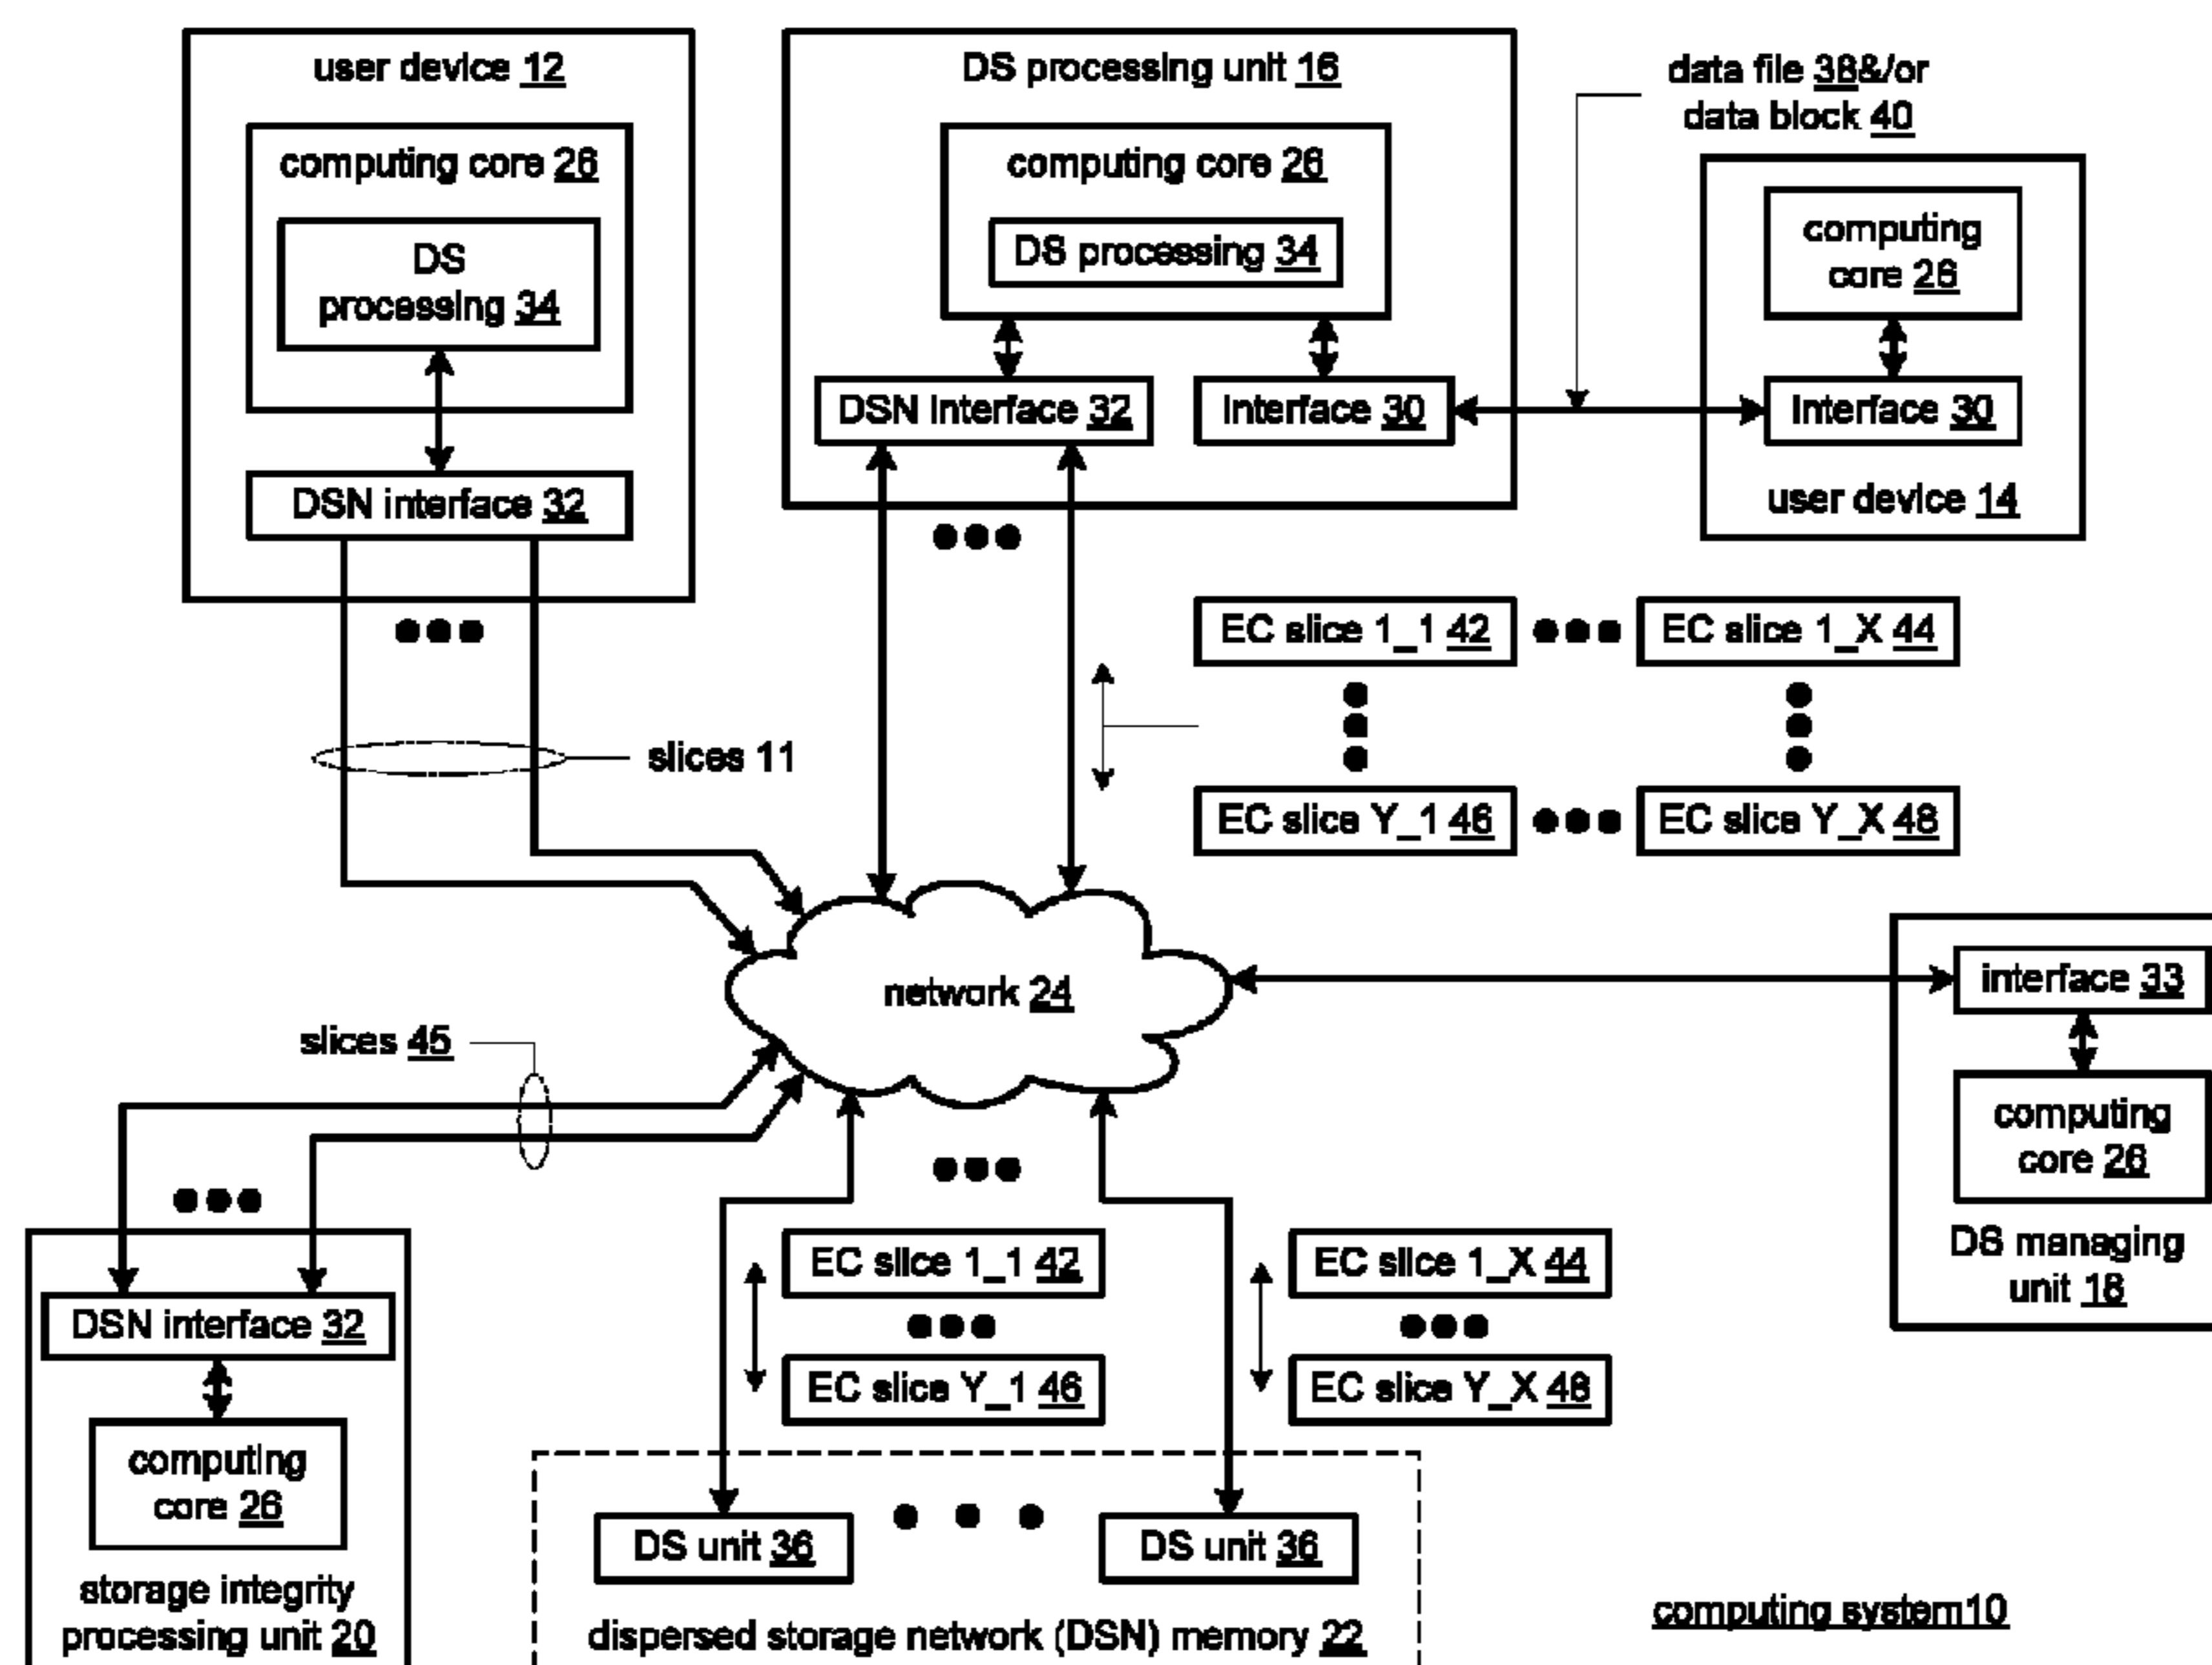 user device 12
computing core 26
DS
processing 34
DSN interface 32
slices 11
DS processing unit 16
computing core 26
DS processing 34
DSN interface 32
interface 30
data file 38&/or
data block 40
computing
core 26
interface 30
user device 14
EC slice 1_1 42
EC slice 1_X 44
EC slice Y_1 46
EC slice Y_X 48
network 24
interface 33
computing
core 26
DS managing
unit 18
slices 45
DSN interface 32
computing
core 26
storage integrity
processing unit 20
EC slice 1_1 42
EC slice Y_1 46
EC slice 1_X 44
EC slice Y_X 48
DS unit 36
DS unit 36
dispersed storage network (DSN) memory 22
computing system10